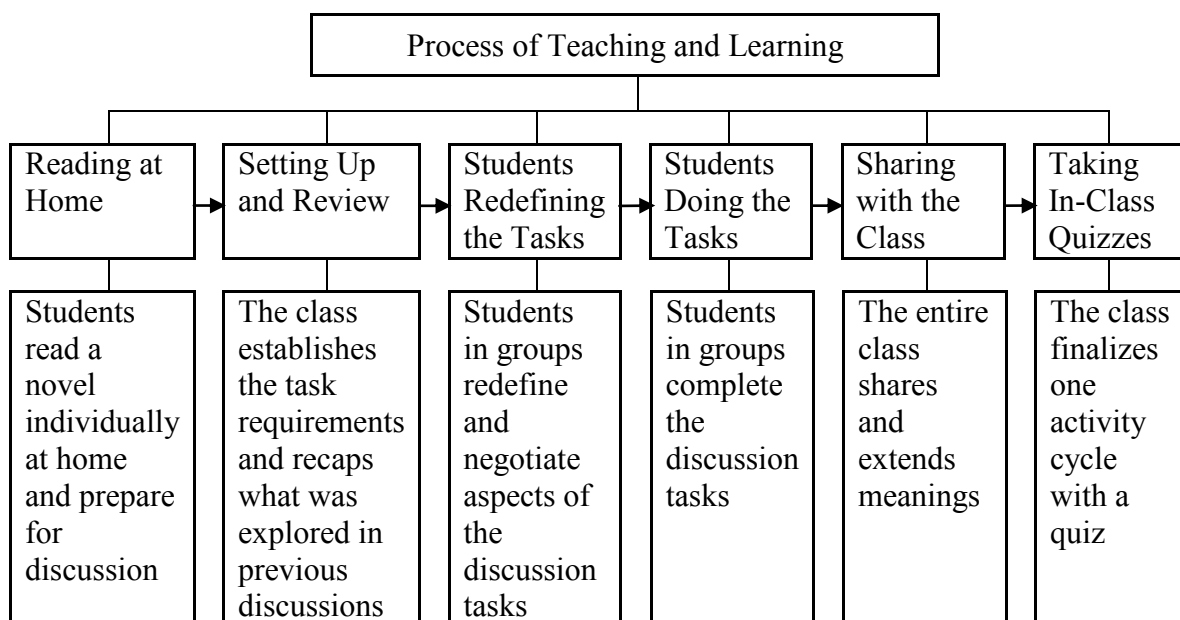 Process of Teaching and Learning
Reading at
Home
Setting Up
and Review
Students
Redefining
the Tasks
Students
Doing the
Tasks
Sharing
with the
Class
Taking
In-Class
Quizzes
Students
read a
novel
individually
at home
and prepare
for
discussion
The class
establishes
the task
requirements
and recaps
what was
explored in
previous
discussions
Students
in groups
redefine
and
negotiate
aspects of
the
discussion
tasks
Students
in groups
complete
the
discussion
tasks
The entire
class
shares
and
extends
meanings
The class
finalizes
one
activity
cycle
with a
quiz